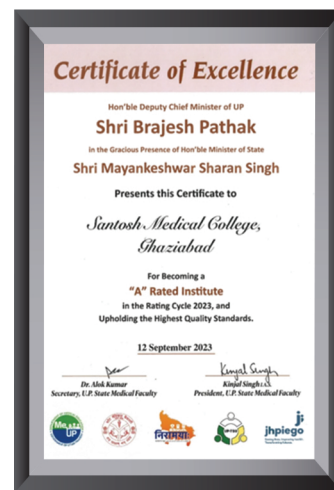 Certificate of Excellence
Hon'ble Deputy Chief Minister of UP
Shri Brajesh Pathak
in the Gracious Presence of Hon'ble Minister of State
Shri Mayankeshwar Sharan Singh
Presents this Certificate to
Santosh Medical College,
Ghaziabad
For Becoming a
"A" Rated Institute
in the Rating Cycle 2023, and
Upholding the Highest Quality Standards.
12 September 2023
Kinjal Singh
Dr. Alok Kumar
Secretary, U.P. State Medical Faculty
Kinjal Singh I.A.S.
President, U.P. State Medical Faculty
UP
निरामया
jhpiego